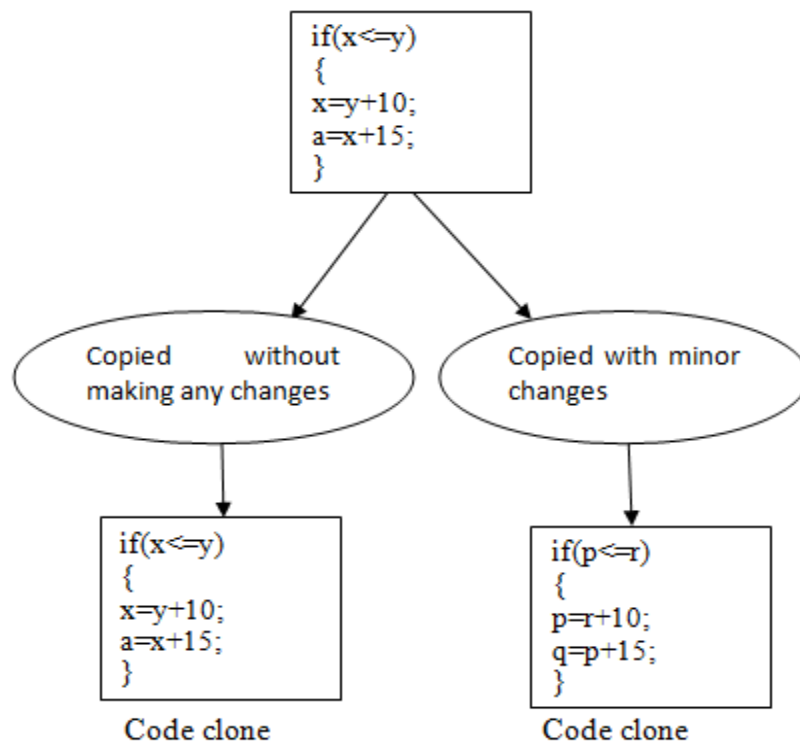 if(x<=y)
{
x=y+10;
a=x+15;
}
Copied without
making any changes
Copied with minor
changes
if(x<=y)
{
x=y+10;
a=x+15;
}
Code clone
if(p<=r)
{
p=r+10;
q=p+15;
}
Code clone